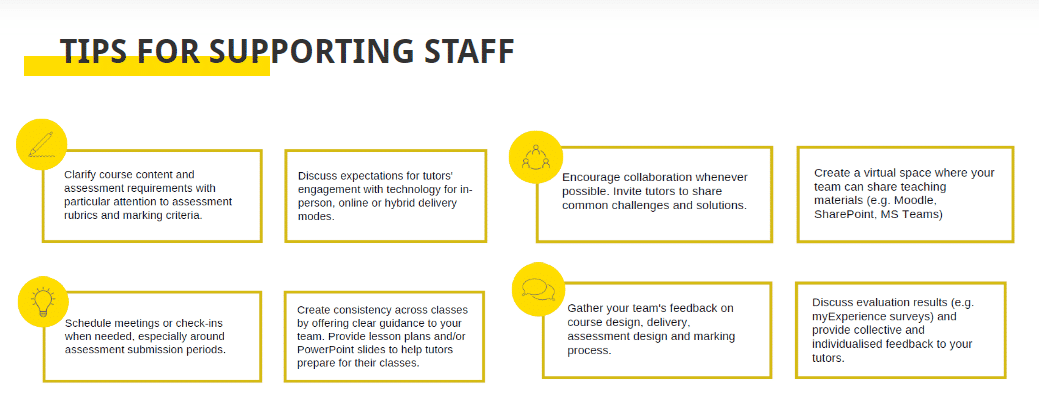 TIPS FOR SUPPORTING STAFF
Clarify course content and
assessment requirements with
particular attention to assessment
rubrics and marking criteria.
Discuss expectations for tutors'
engagement with technology for in-
person, online or hybrid delivery
modes.
Encourage collaboration whenever
possible. Invite tutors to share
common challenges and solutions.
Create a virtual space where your
team can share teaching
materials (e.g. Moodle,
SharePoint, MS Teams)
Schedule meetings or check-ins
when needed, especially around
assessment submission periods.
Create consistency across classes
by offering clear guidance to your
team. Provide lesson plans and/or
PowerPoint slides to help tutors
prepare for their classes.
Gather your team's feedback on
course design, delivery,
assessment design and marking
process.
Discuss evaluation results (e.g.
myExperience surveys) and
provide collective and
individualised feedback to your
tutors.